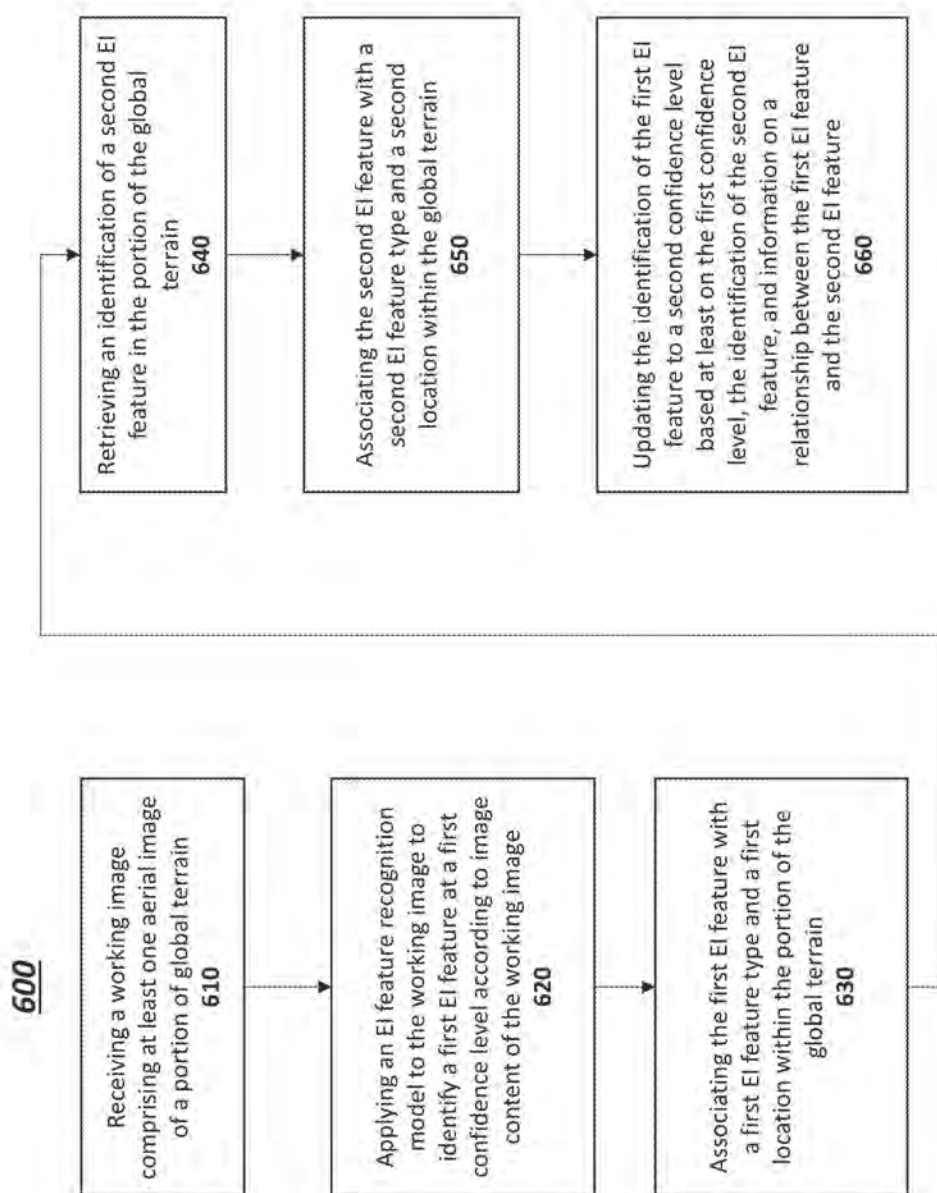 600
Receiving a working image
comprising at least one aerial image
of a portion of global terrain
610
Applying an EI feature recognition
model to the working image to
identify a first EI feature at a first
confidence level according to image
content of the working image
620
Associating the first EI feature with
a first EI feature type and a first
location within the portion of the
global terrain
630
Retrieving an identification of a second EI
feature in the portion of the global
terrain
640
Associating the second EI feature with a
second EI feature type and a second
location within the global terrain
650
Updating the identification of the first EI
feature to a second confidence level
based at least on the first confidence
level, the identification of the second EI
feature, and information on a
relationship between the first EI feature
and the second EI feature
660